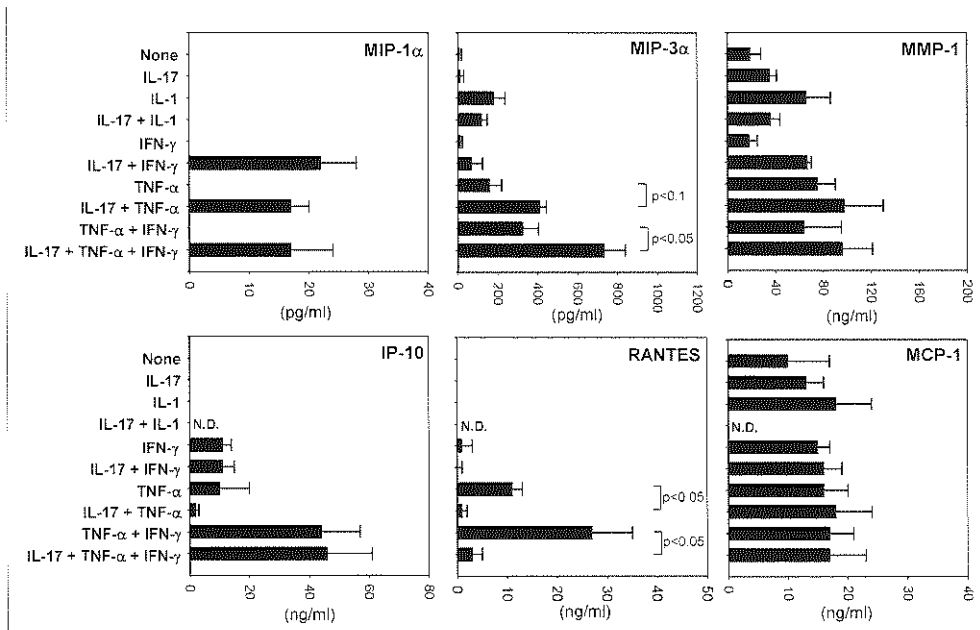 MIP-1α
MIP-3α
MMP-1
None
IL-17
IL-1
IL-17 + IL-1
IFN-γ
IL-17 + IFN-γ
TNF-α
IL-17 + TNF-α
TNF-α + IFN-γ
IL-17 + TNF-α + IFN-γ
p<0.1
p<0.05
0 10 20 30 40
0 200 400 600 800 1000 1200
0 40 80 120 160 200
(pg/ml)
(pg/ml)
(ng/ml)
IP-10
RANTES
MCP-1
None
IL-17
IL-1
IL-17 + IL-1 N.D. N.D. N.D.
IFN-γ
IL-17 + IFN-γ
TNF-α
IL-17 + TNF-α
TNF-α + IFN-γ
IL-17 + TNF-α + IFN-γ
p<0 05
p<0.05
0 20 40 60 80
0 10 20 30 40 50
0 10 20 30 40
(ng/ml)
(ng/ml)
(ng/ml)